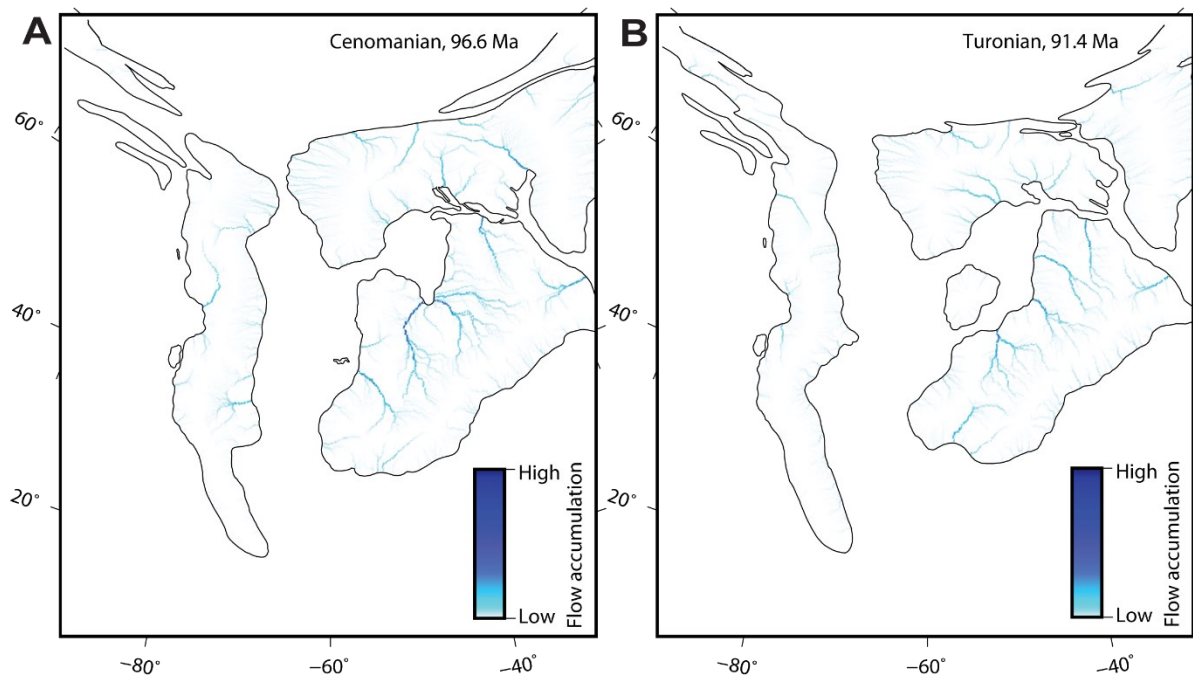 A
Cenomanian, 96.6 Ma
60°
40°
20°
High
Low
Flow accumulation
−80°
−60°
−40°
B
Turonian, 91.4 Ma
60°
40°
20°
High
Low
Flow accumulation
−80°
−60°
−40°